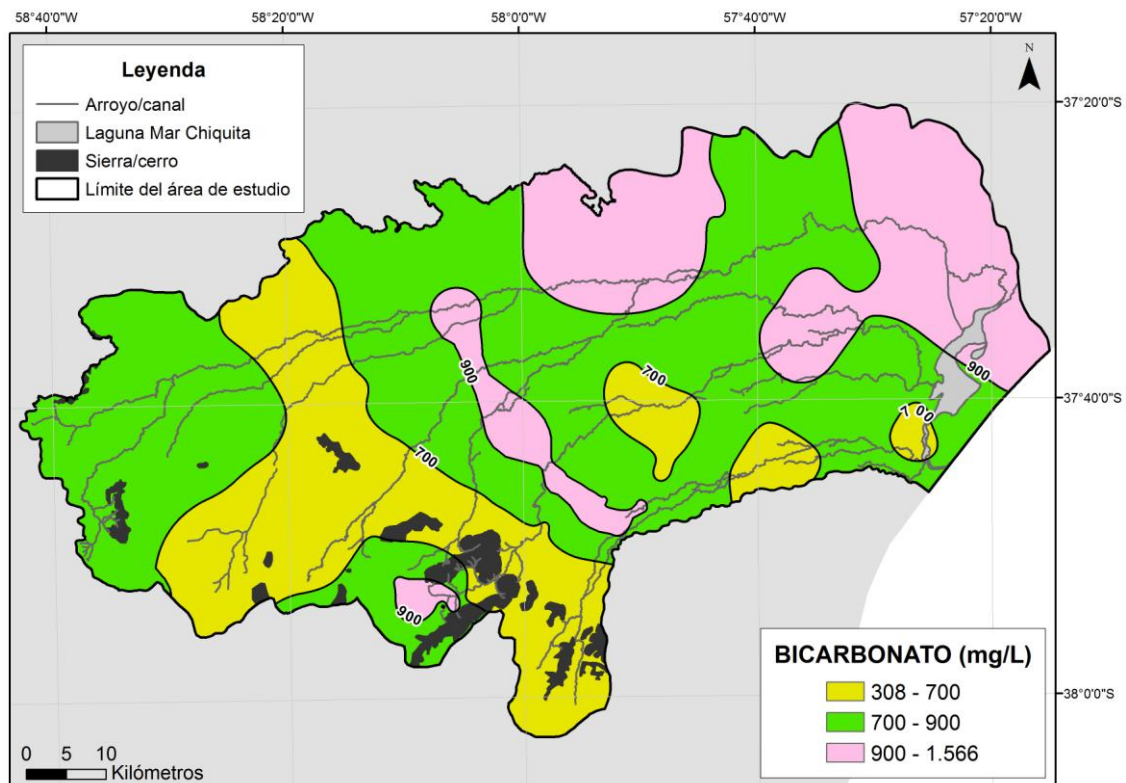 58°40'0"W 58°20'0"W 58°0'0"W 57°40'0"W 57°20'0"W
N
Leyenda
Arroyo/canal
Laguna Mar Chiquita
Sierra/cerro
Límite del área de estudio
37°20'0"S
37°40'0"S
38°0'0"S
900
700
900
700
700
900
BICARBONATO (mg/L)
308 - 700
700 - 900
900 - 1.566
0 5 10
Kilómetros